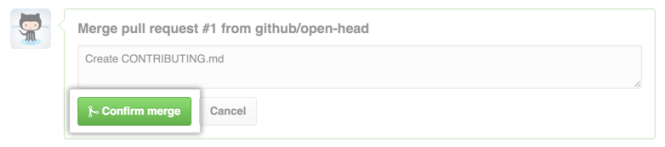 Merge pull request #1 from github/open-head
Create CONTRIBUTING.md
Confirm merge
Cancel